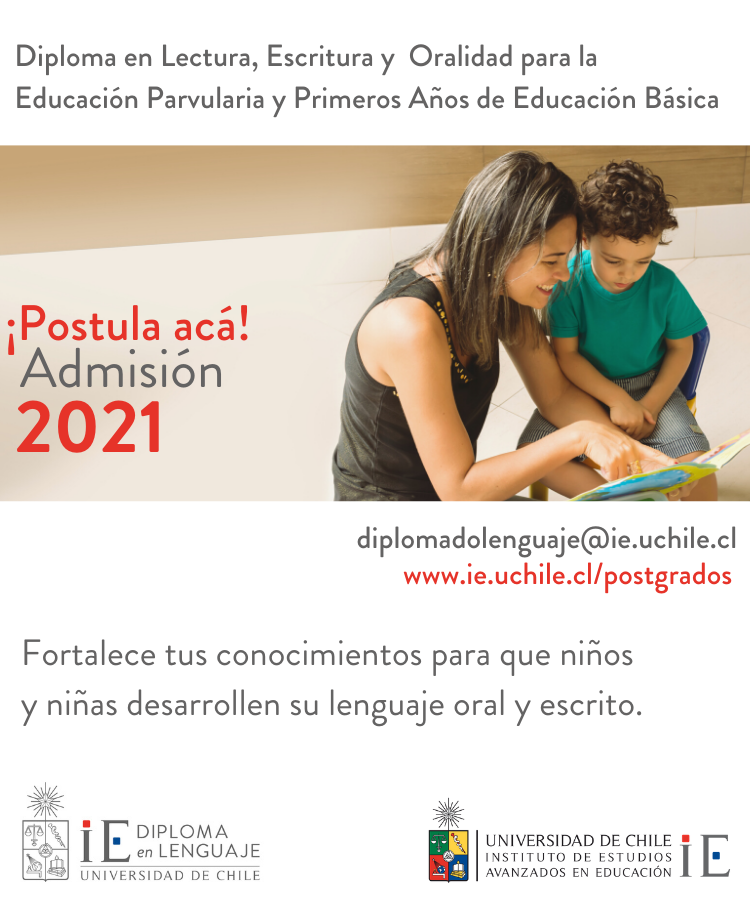 Diploma en Lectura, Escritura y Oralidad para la
Educación Parvularia y Primeros Años de Educación Básica
¡Postula acá!
Admisión
2021
diplomadolenguaje@ie.uchile.cl
www.ie.uchile.cl/postgrados
Fortalece tus conocimientos para que niños
y niñas desarrollen su lenguaje oral y escrito.
iE DIPLOMA
en LENGUAJE
UNIVERSIDAD DE CHILE
UNIVERSIDAD DE CHILE iE
INSTITUTO DE ESTUDIOS
AVANZADOS EN EDUCACIÓN